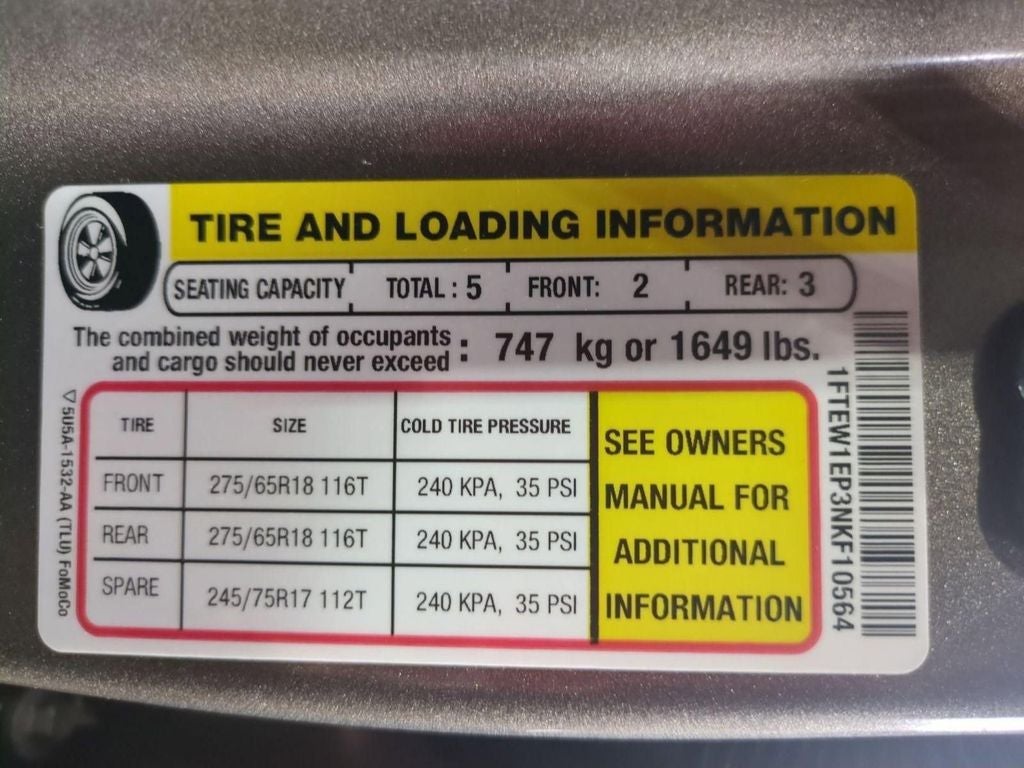 TIRE AND LOADING INFORMATION
SEATING CAPACITY TOTAL : 5 FRONT: 2 REAR: 3
The combined weight of occupants
and cargo should never exceed : 747 kg or 1649 lbs.
TIRE SIZE COLD TIRE PRESSURE
FRONT 275/65R18 116T 240 KPA, 35 PSI
REAR 275/65R18 116T 240 KPA, 35 PSI
SPARE 245/75R17 112T 240 KPA, 35 PSI
SEE OWNERS
MANUAL FOR
ADDITIONAL
INFORMATION
1FTEW1EP3NKF10564
5U5A-1532-AA (TLU) FoMoCo